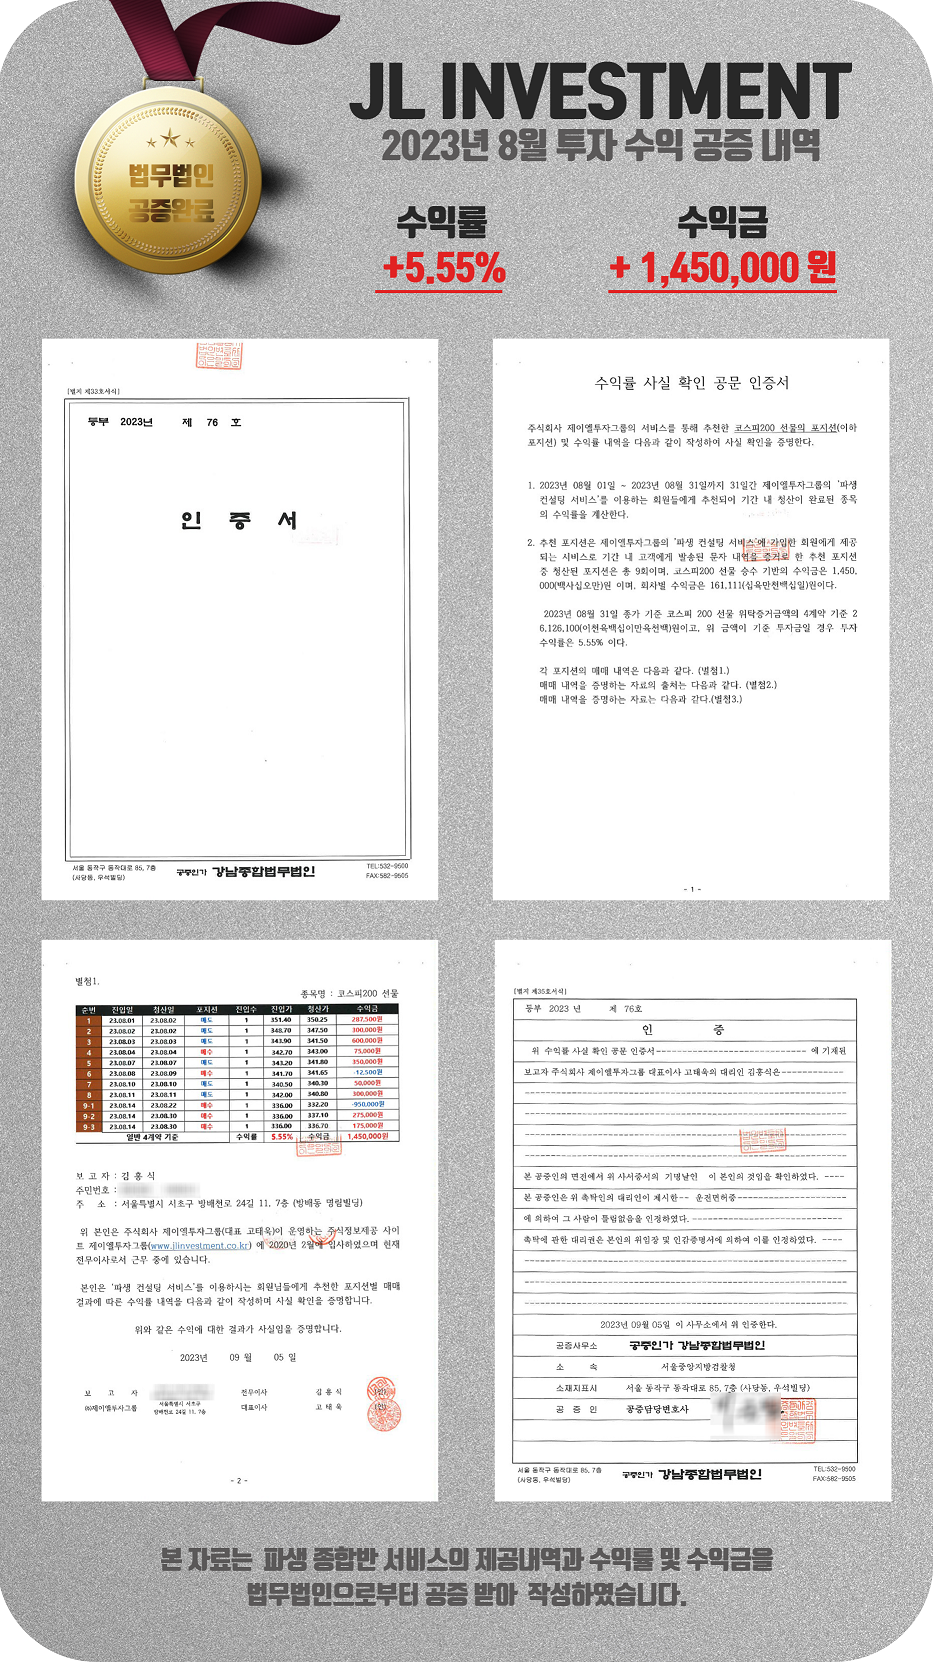 JL INVESTMENT
2023년 8월 투자 수익 공증 내역
법무법인
공증완료
수익률
+5.55%
수익금
+ 1,450,000 원
[별지 제33호서식]
등부 2023년 제 76 호
인 증 서
서울 동작구 동작대로 85, 7층
(사당동, 우석빌딩)
공증인가 강남종합법무법인
TEL:532-9500
FAX:582-9505
수익률 사실 확인 공문 인증서
주식회사 제이엘투자그룹의 서비스를 통해 추천한 코스피200 선물의 포지션(이하
포지션) 및 수익률 내역을 다음과 같이 작성하여 사실 확인을 증명한다.
1. 2023년 08월 01일 ~ 2023년 08월 31일까지 31일간 제이엘투자그룹의 '파생
컨설팅 서비스'를 이용하는 회원들에게 추천되어 기간 내 청산이 완료된 종목
의 수익률을 계산한다.
2. 추천 포지션은 제이엘투자그룹의 '파생 컨설팅 서비스'에 가입한 회원에게 제공
되는 서비스로 기간 내 고객에게 발송된 문자 내역을 증거로 한 추천 포지션
중 청산된 포지션은 총 9회이며, 코스피200 선물 승수 기반의 수익금은 1,450,
000(백사십오만)원 이며, 회차별 수익금은 161,111(십육만천백십일)원이다.
2023년 08월 31일 종가 기준 코스피 200 선물 위탁증거금액의 4계약 기준 2
6,126,100(이천육백십이만육천백)원이고, 위 금액이 기준 투자금일 경우 투자
수익률은 5.55% 이다.
각 포지션의 매매 내역은 다음과 같다. (별첨1.)
매매 내역을 증명하는 자료의 출처는 다음과 같다. (별첨2.)
매매 내역을 증명하는 자료는 다음과 같다.(별첨3.)
- 1 -
별첨1.
종목명 : 코스피200 선물
순번 진입일 청산일 포지션 진입수 진입가 청산가 수익금
1 23.08.01 23.08.02 매도 1 351.40 350.25 287,500원
2 23.08.02 23.08.02 매도 1 348.70 347.50 300,000원
3 23.08.03 23.08.03 매도 1 343.90 341.50 600,000원
4 23.08.04 23.08.04 매수 1 342.70 343.00 75,000원
5 23.08.07 23.08.07 매도 1 343.20 341.80 350,000원
6 23.08.08 23.08.09 매수 1 341.70 341.65 -12,500원
7 23.08.10 23.08.10 매도 1 340.50 340.30 50,000원
8 23.08.11 23.08.11 매도 1 342.00 340.80 300,000원
9-1 23.08.14 23.08.22 매수 1 336.00 332.20 -950,000원
9-2 23.08.14 23.08.30 매수 1 336.00 337.10 275,000원
9-3 23.08.14 23.08.30 매수 1 336.00 336.70 175,000원
일반 4계약 기준 수익률 5.55% 수익금 1,450,000원
보 고 자 : 김 흥 식
주민번호 :
주 소 : 서울특별시 서초구 방배천로 24길 11, 7층 (방배동 명림빌딩)
위 본인은 주식회사 제이엘투자그룹(대표 고태욱)이 운영하는 주식정보제공 사이
트 제이엘투자그룹(www.jlinvestment.co.kr) 에 2020년 2월에 입사하였으며 현재
전무이사로서 근무 중에 있습니다.
본인은 '파생 컨설팅 서비스'를 이용하시는 회원님들에게 추천한 포지션별 매매
결과에 따른 수익률 내역을 다음과 같이 작성하며 사실 확인을 증명합니다.
위와 같은 수익에 대한 결과가 사실임을 증명합니다.
2023년 09 월 05 일
보 고 자 전무이사 김 흥 식 (인)
㈜제이엘투자그룹 서울특별시 서초구 방배천로 24길 11, 7층 대표이사 고 태 욱 (인)
- 2 -
[별지 제35호서식]
등부 2023 년 제 76호
인 증
위 수익률 사실 확인 공문 인증서------------------------------ 에 기재된
보고자 주식회사 제이엘투자그룹 대표이사 고태욱의 대리인 김흥식은------------
본 공증인의 면전에서 위 사서증서의 기명날인 이 본인의 것임을 확인하였다. ----
본 공증인은 위 촉탁인의 대리인이 제시한-- 운전면허증----------------------
에 의하여 그 사람이 틀림없음을 인정하였다. -------------------------------
촉탁에 관한 대리권은 본인의 위임장 및 인감증명서에 의하여 이를 인정하였다. ----
2023년 09월 05일 이 사무소에서 위 인증한다.
공증사무소 공증인가 강남종합법무법인
소 속 서울중앙지방검찰청
소재지표시 서울 동작구 동작대로 85, 7층 (사당동, 우석빌딩)
공 증 인 공증담당변호사
서울 동작구 동작대로 85, 7층
(사당동, 우석빌딩)
공증인가 강남종합법무법인
TEL:532-9500
FAX:582-9505
본 자료는 파생 종합반 서비스의 제공내역과 수익률 및 수익금을
법무법인으로부터 공증 받아 작성하였습니다.